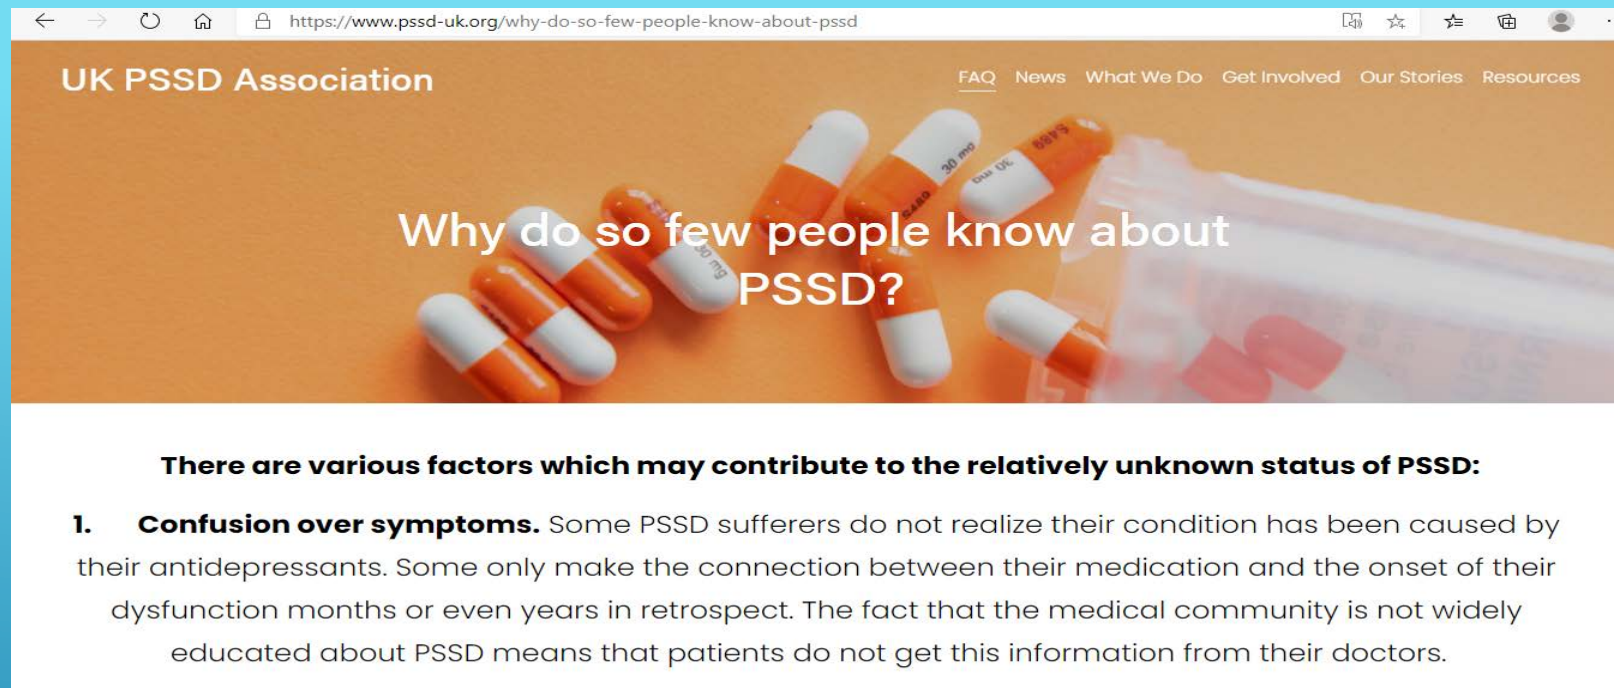 https://www.pssd-uk.org/why-do-so-few-people-know-about-pssd
UK PSSD Association
FAQ News What We Do Get Involved Our Stories Resources
S489
30 mg
30 mg
S489
S489
30 mg
Why do so few people know about
PSSD?
There are various factors which may contribute to the relatively unknown status of PSSD:
1. Confusion over symptoms. Some PSSD sufferers do not realize their condition has been caused by
their antidepressants. Some only make the connection between their medication and the onset of their
dysfunction months or even years in retrospect. The fact that the medical community is not widely
educated about PSSD means that patients do not get this information from their doctors.